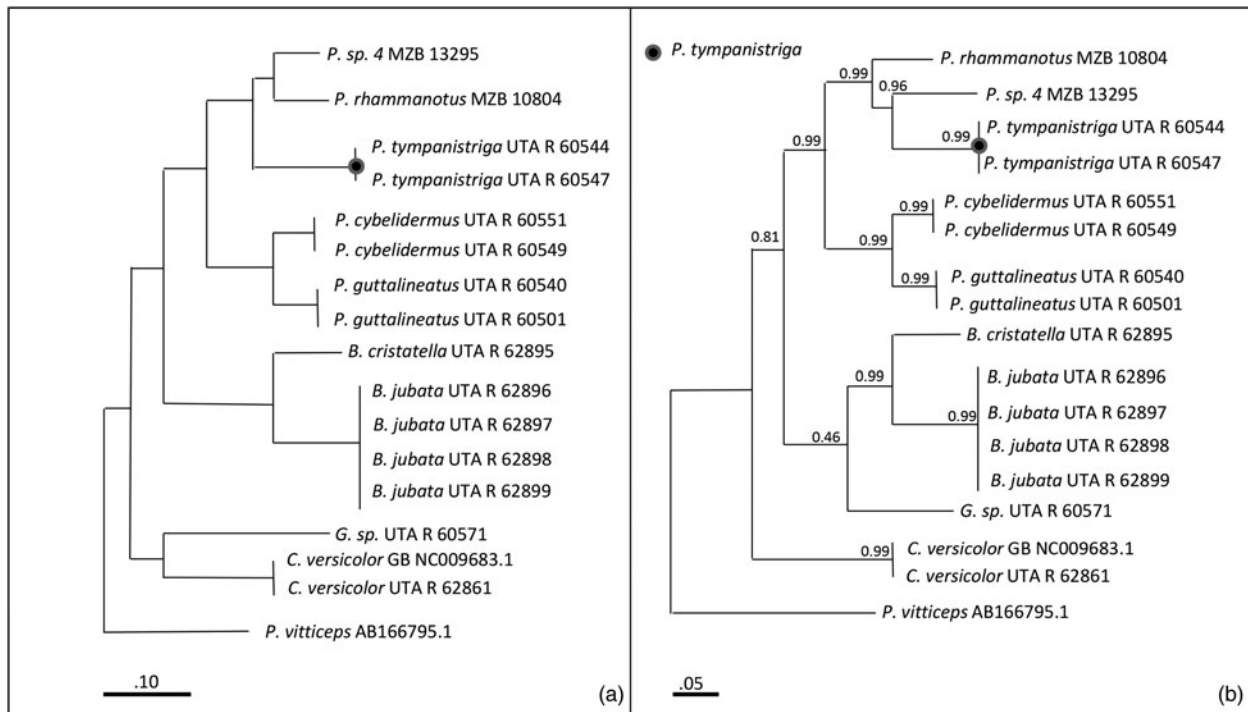 P. sp. 4 MZB 13295
P. rhammanotus MZB 10804
P. tympanistriga UTA R 60544
P. tympanistriga UTA R 60547
P. cybelidermus UTA R 60551
P. cybelidermus UTA R 60549
P. guttalineatus UTA R 60540
P. guttalineatus UTA R 60501
B. cristatella UTA R 62895
B. jubata UTA R 62896
B. jubata UTA R 62897
B. jubata UTA R 62898
B. jubata UTA R 62899
G. sp. UTA R 60571
C. versicolor GB NC009683.1
C. versicolor UTA R 62861
P. vitticeps AB166795.1
.10
(a)
P. tympanistriga
P. rhammanotus MZB 10804
0.99
0.96
P. sp. 4 MZB 13295
P. tympanistriga UTA R 60544
0.99
P. tympanistriga UTA R 60547
P. cybelidermus UTA R 60551
0.99
P. cybelidermus UTA R 60549
0.81
0.99
P. guttalineatus UTA R 60540
0.99
P. guttalineatus UTA R 60501
B. cristatella UTA R 62895
0.99
B. jubata UTA R 62896
B. jubata UTA R 62897
0.99
0.46
B. jubata UTA R 62898
B. jubata UTA R 62899
G. sp. UTA R 60571
0.99
C. versicolor GB NC009683.1
C. versicolor UTA R 62861
P. vitticeps AB166795.1
.05
(b)